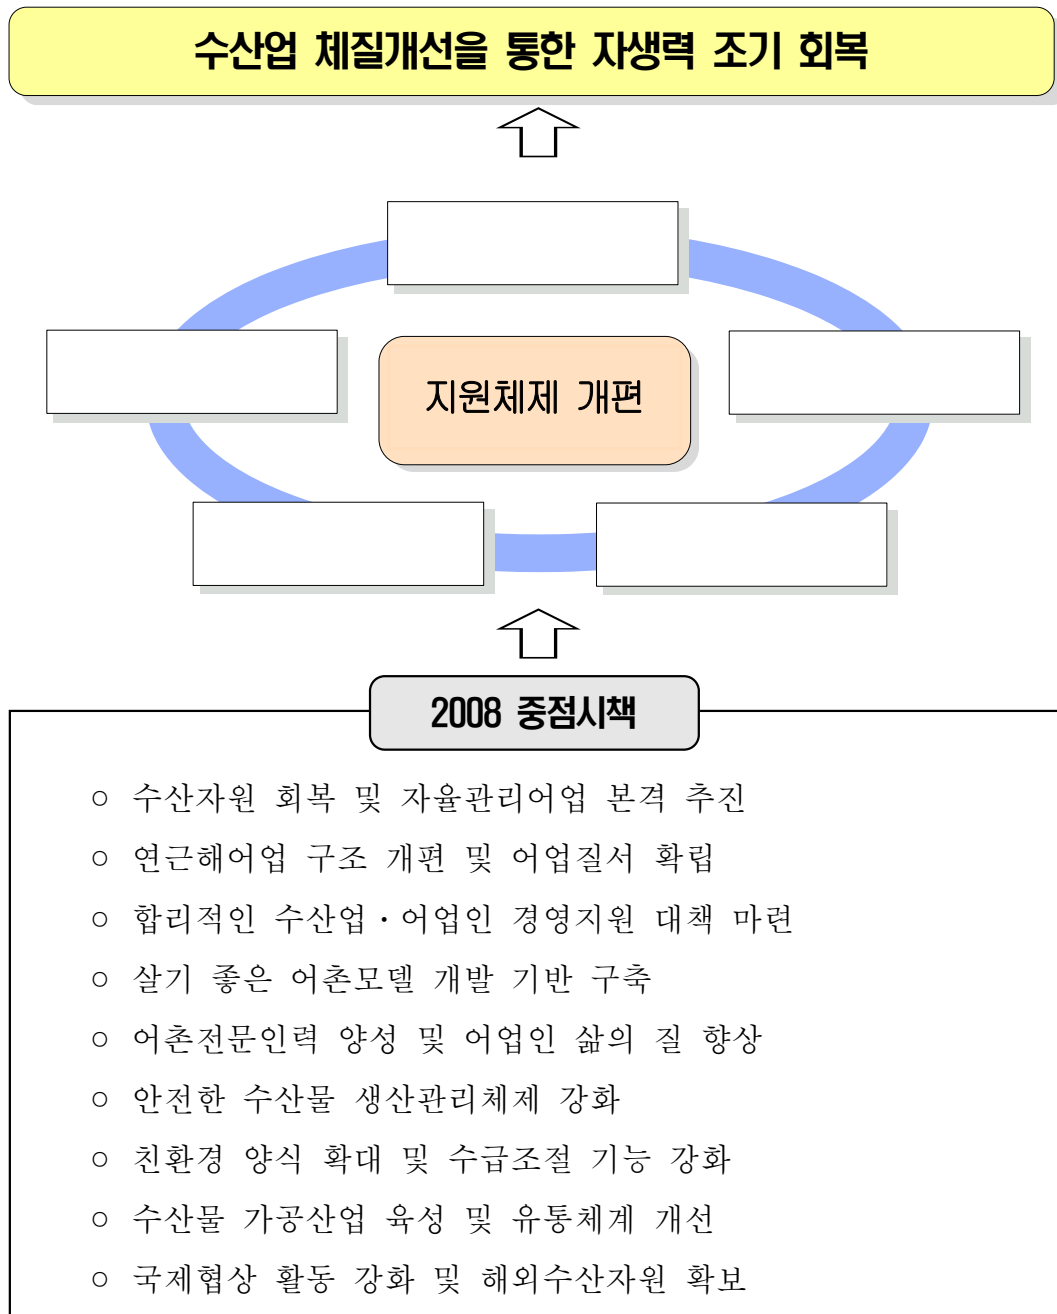 수산업 체질개선을 통한 자생력 조기 회복
지원체제 개편
2008 중점시책
○ 수산자원 회복 및 자율관리어업 본격 추진
○ 연근해어업 구조 개편 및 어업질서 확립
○ 합리적인 수산업·어업인 경영지원 대책 마련
○ 살기 좋은 어촌모델 개발 기반 구축
○ 어촌전문인력 양성 및 어업인 삶의 질 향상
○ 안전한 수산물 생산관리체제 강화
○ 친환경 양식 확대 및 수급조절 기능 강화
○ 수산물 가공산업 육성 및 유통체계 개선
○ 국제협상 활동 강화 및 해외수산자원 확보